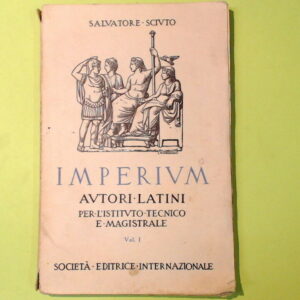 SALVATORE·SCIVTO
IMPERIVM
AVTORI·LATINI
PER·L'ISTITVTO·TECNICO
E·MAGISTRALE
Vol. I
SOCIETÀ·EDITRICE·INTERNAZIONALE